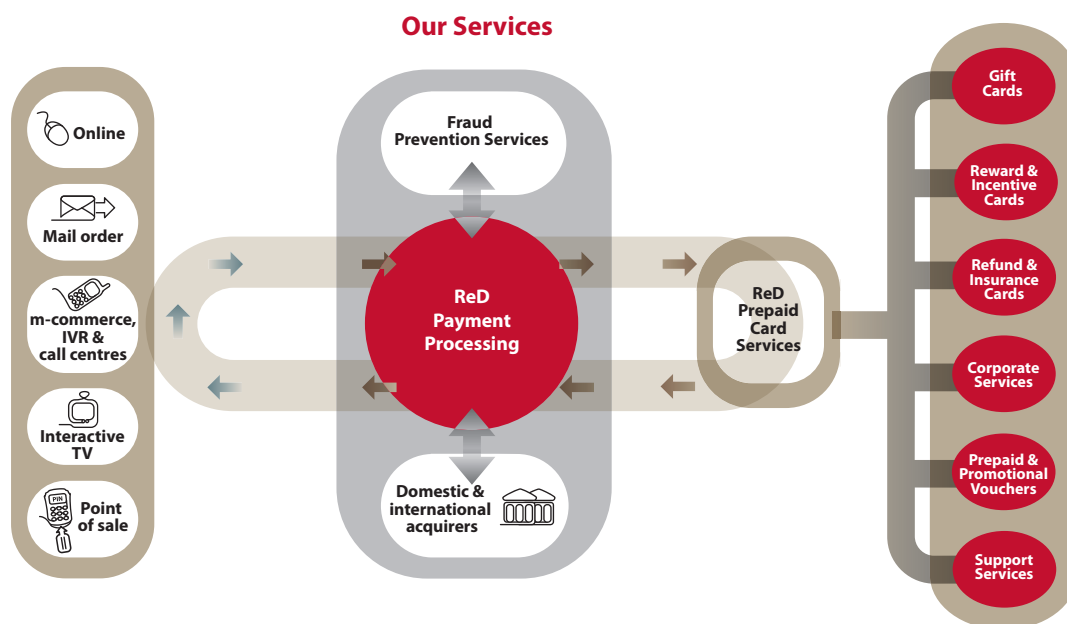 Our Services
Online
Mail order
m-commerce,
IVR &
call centres
Interactive
TV
PIN
Point
of sale
Fraud
Prevention Services
ReD
Payment
Processing
Domestic &
international
acquirers
ReD
Prepaid
Card
Services
Gift
Cards
Reward &
Incentive
Cards
Refund &
Insurance
Cards
Corporate
Services
Prepaid &
Promotional
Vouchers
Support
Services